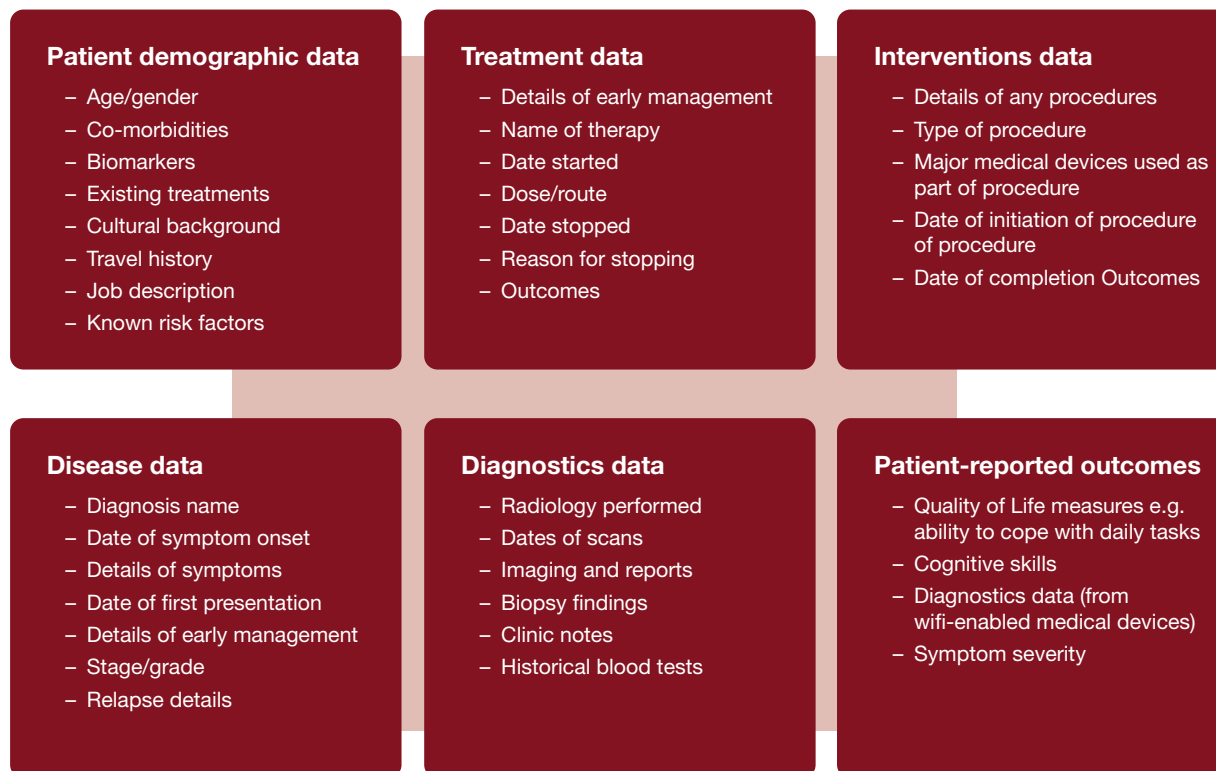 Patient demographic data
– Age/gender
– Co-morbidities
– Biomarkers
– Existing treatments
– Cultural background
– Travel history
– Job description
– Known risk factors
Treatment data
– Details of early management
– Name of therapy
– Date started
– Dose/route
– Date stopped
– Reason for stopping
– Outcomes
Interventions data
– Details of any procedures
– Type of procedure
– Major medical devices used as
part of procedure
– Date of initiation of procedure
of procedure
– Date of completion Outcomes
Disease data
– Diagnosis name
– Date of symptom onset
– Details of symptoms
– Date of first presentation
– Details of early management
– Stage/grade
– Relapse details
Diagnostics data
– Radiology performed
– Dates of scans
– Imaging and reports
– Biopsy findings
– Clinic notes
– Historical blood tests
Patient-reported outcomes
– Quality of Life measures e.g.
ability to cope with daily tasks
– Cognitive skills
– Diagnostics data (from
wifi-enabled medical devices)
– Symptom severity